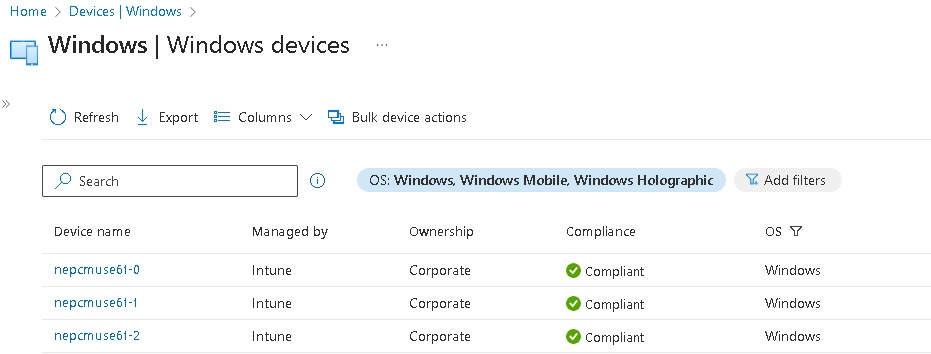 Home > Devices | Windows >
Windows | Windows devices ...
»
Refresh Export Columns Bulk device actions
Search OS: Windows, Windows Mobile, Windows Holographic Add filters
Device name Managed by Ownership Compliance OS
nepcmuse61-0 Intune Corporate Compliant Windows
nepcmuse61-1 Intune Corporate Compliant Windows
nepcmuse61-2 Intune Corporate Compliant Windows